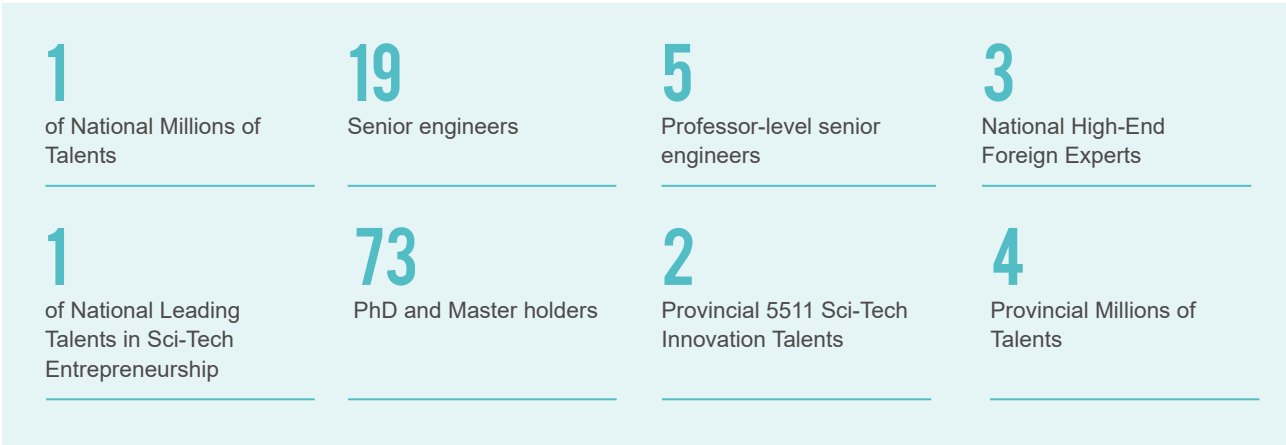 1
of National Millions of
Talents
19
Senior engineers
5
Professor-level senior
engineers
3
National High-End
Foreign Experts
1
of National Leading
Talents in Sci-Tech
Entrepreneurship
73
PhD and Master holders
2
Provincial 5511 Sci-Tech
Innovation Talents
4
Provincial Millions of
Talents